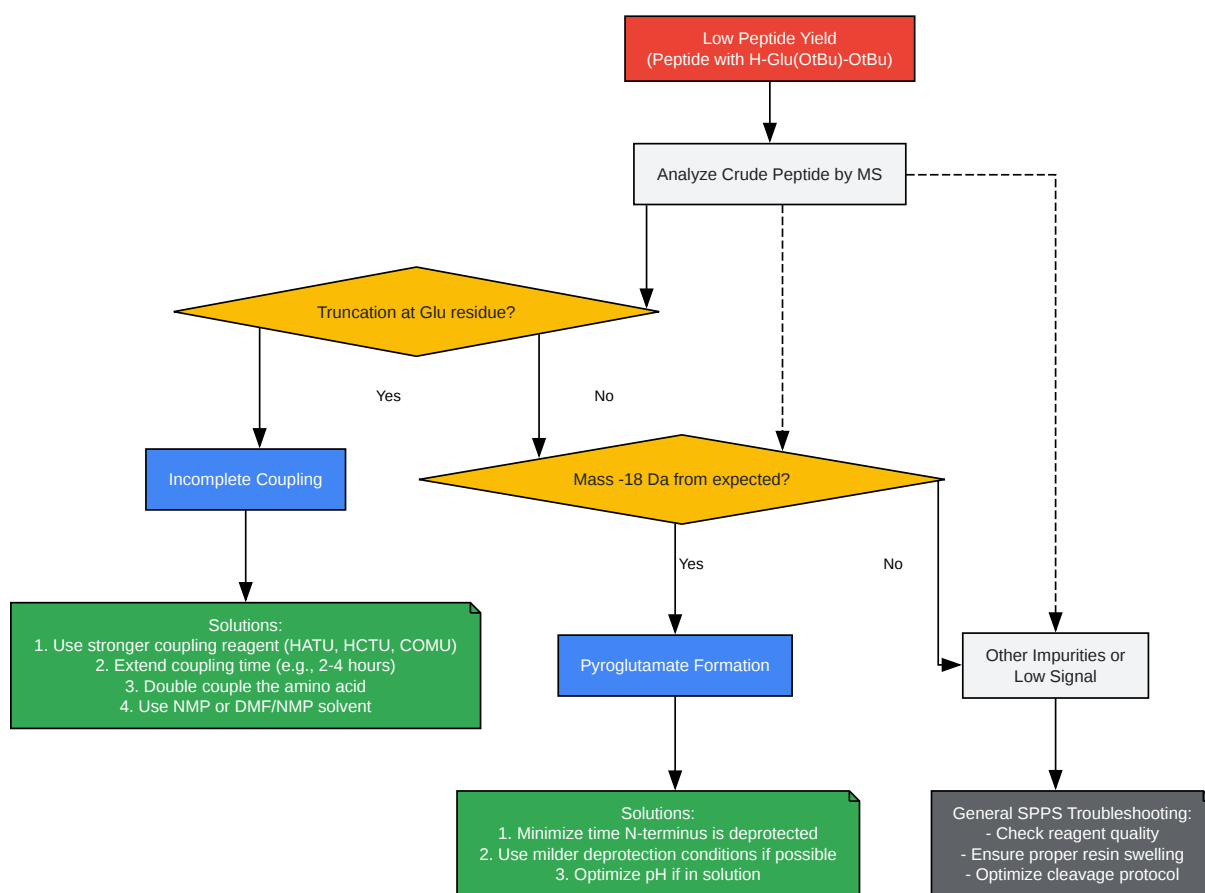 Low Peptide Yield
(Peptide with H-Glu(OtBu)-OtBu)
Analyze Crude Peptide by MS
Truncation at Glu residue?
Yes
No
Incomplete Coupling
Mass -18 Da from expected?
Yes
No
Solutions:
1. Use stronger coupling reagent (HATU, HCTU, COMU)
2. Extend coupling time (e.g., 2-4 hours)
3. Double couple the amino acid
4. Use NMP or DMF/NMP solvent
Pyroglutamate Formation
Other Impurities or
Low Signal
Solutions:
1. Minimize time N-terminus is deprotected
2. Use milder deprotection conditions if possible
3. Optimize pH if in solution
General SPPS Troubleshooting:
- Check reagent quality
- Ensure proper resin swelling
- Optimize cleavage protocol